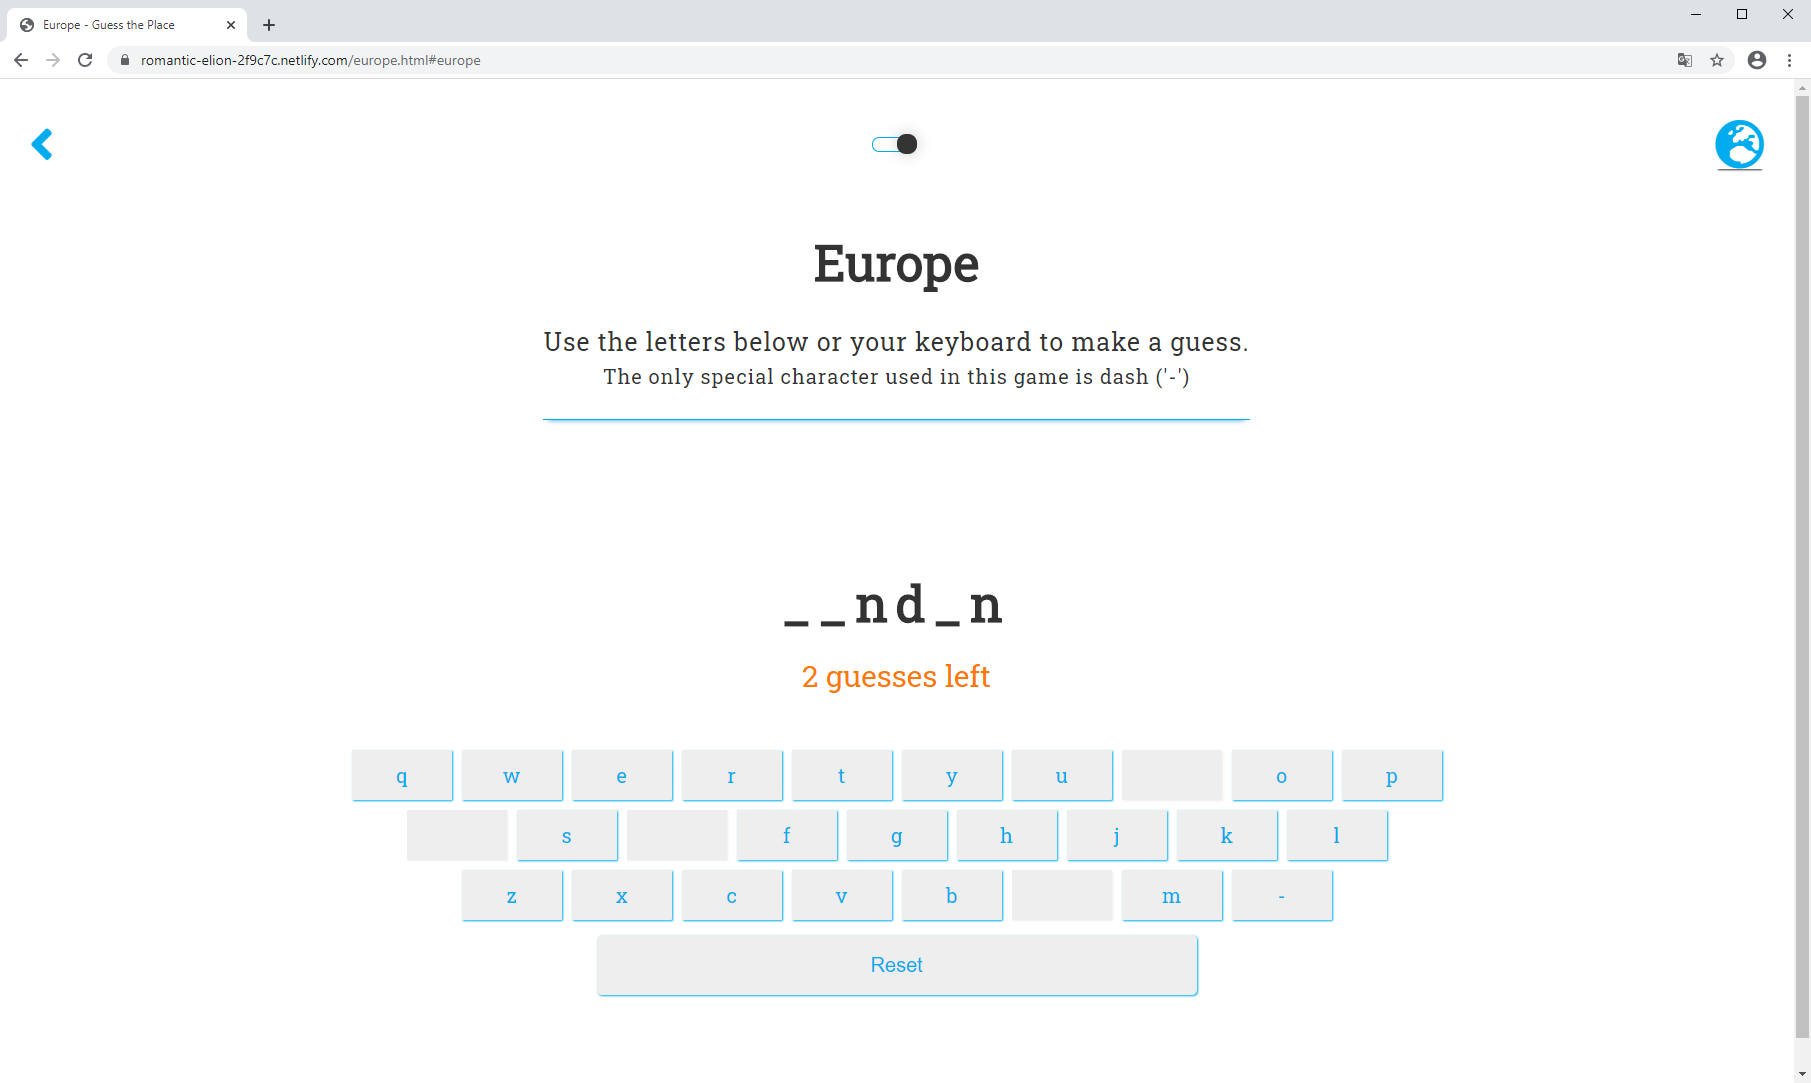 Europe - Guess the Place
romantic-elion-2f9c7c.netlify.com/europe.html#europe
Europe
Use the letters below or your keyboard to make a guess.
The only special character used in this game is dash ('-')
_ _ n d _ n
2 guesses left
q w e r t y u o p
s f g h j k l
z x c v b m -
Reset